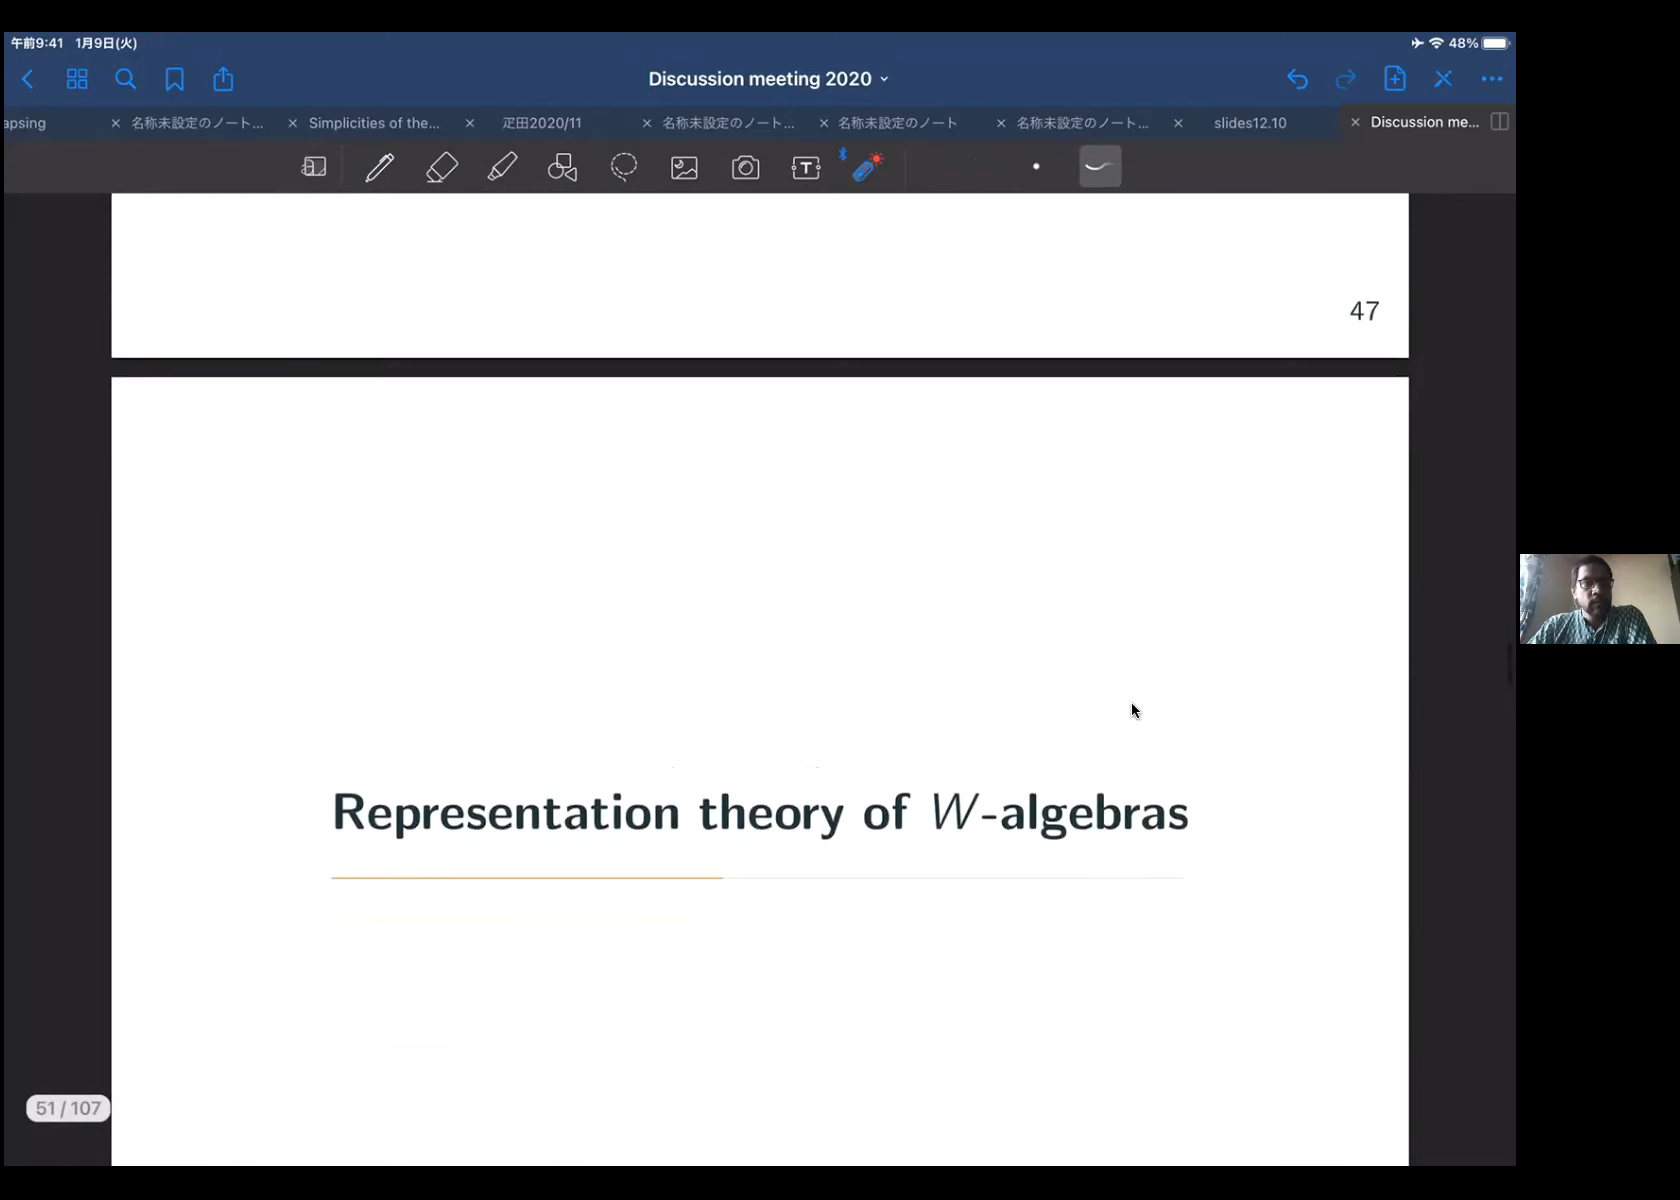 午前9:41 1月9日(火)
48%
Discussion meeting 2020
apsing
名称未設定のノート...
Simplicities of the...
疋田2020/11
名称未設定のノート...
名称未設定のノート
名称未設定のノート...
slides12.10
Discussion me...
47
Representation theory of W-algebras
51 / 107